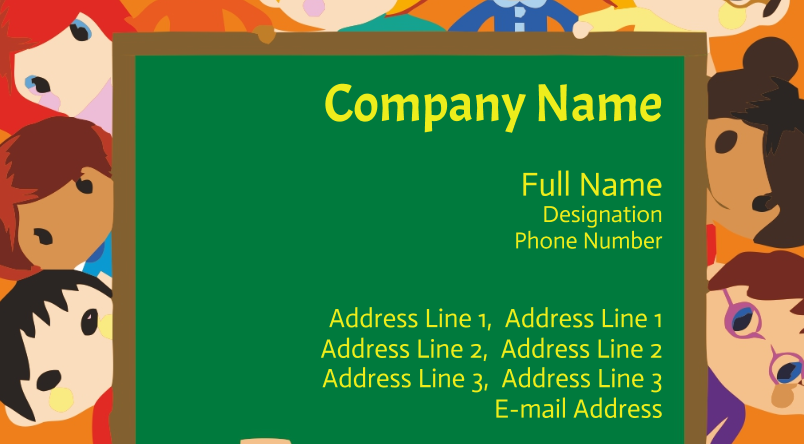 Company Name
Full Name
Designation
Phone Number
Address Line 1,  Address Line 1
Address Line 2,  Address Line 2
Address Line 3,  Address Line 3
E-mail Address